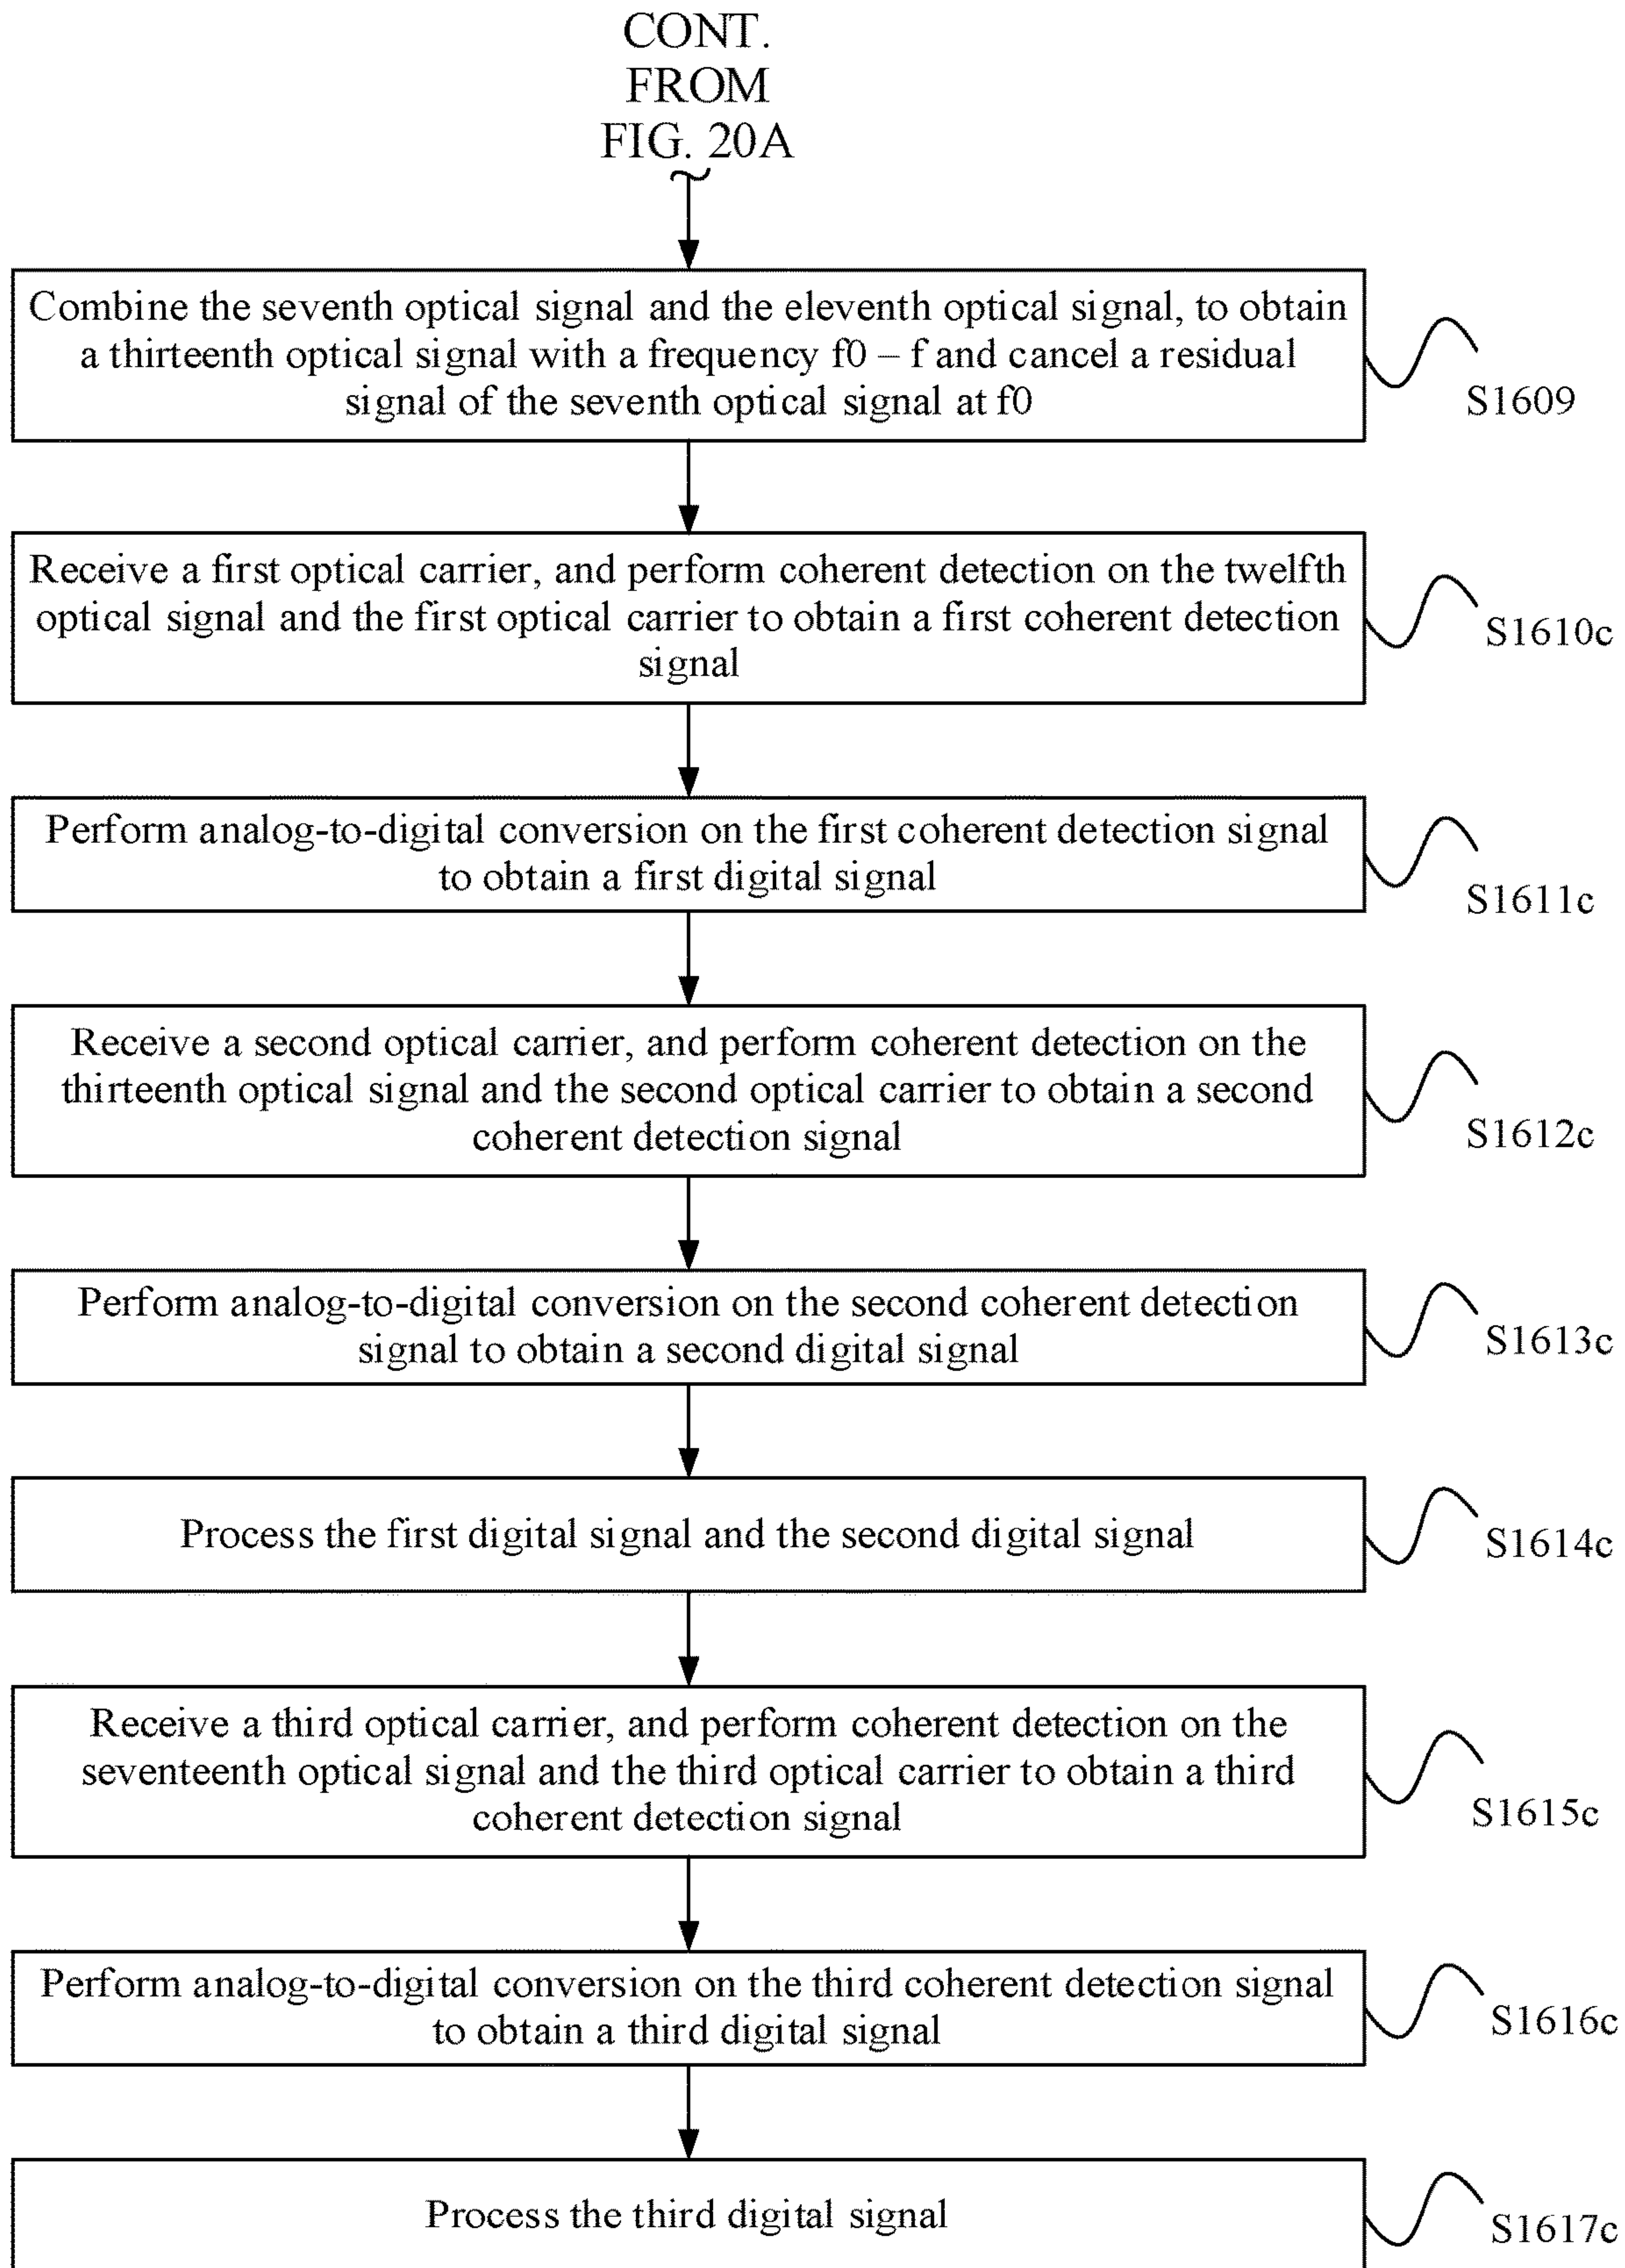 CONT.
FROM
FIG. 20A
Combine the seventh optical signal and the eleventh optical signal, to obtain
a thirteenth optical signal with a frequency f0 – f and cancel a residual
signal of the seventh optical signal at f0
S1609
Receive a first optical carrier, and perform coherent detection on the twelfth
optical signal and the first optical carrier to obtain a first coherent detection
signal
S1610c
Perform analog-to-digital conversion on the first coherent detection signal
to obtain a first digital signal
S1611c
Receive a second optical carrier, and perform coherent detection on the
thirteenth optical signal and the second optical carrier to obtain a second
coherent detection signal
S1612c
Perform analog-to-digital conversion on the second coherent detection
signal to obtain a second digital signal
S1613c
Process the first digital signal and the second digital signal
S1614c
Receive a third optical carrier, and perform coherent detection on the
seventeenth optical signal and the third optical carrier to obtain a third
coherent detection signal
S1615c
Perform analog-to-digital conversion on the third coherent detection signal
to obtain a third digital signal
S1616c
Process the third digital signal
S1617c